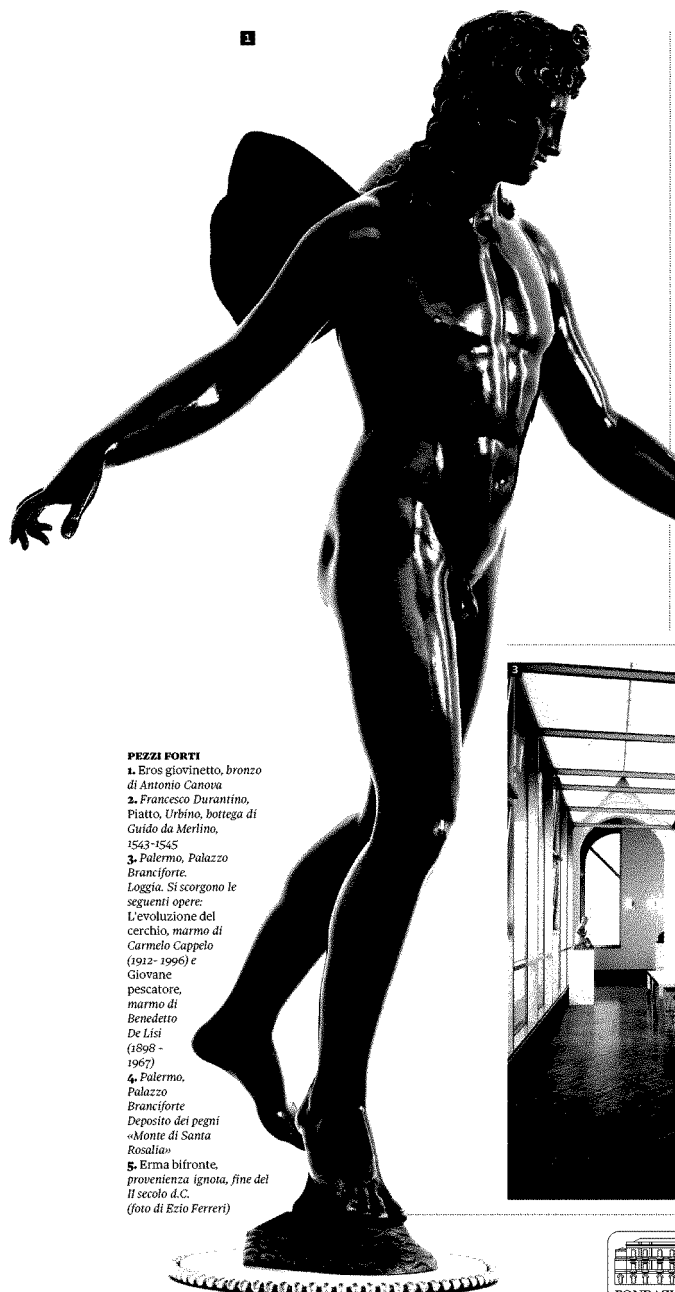 1
3
PEZZI FORTI
1. Eros giovinetto, bronzo
di Antonio Canova
2. Francesco Durantino,
Piatto, Urbino, bottega di
Guido da Merlino,
1543-1545
3. Palermo, Palazzo
Branciforte.
Loggia. Si scorgono le
seguenti opere:
L'evoluzione del
cerchio, marmo di
Carmelo Cappelo
(1912- 1996) e
Giovane
pescatore,
marmo di
Benedetto
De Lisi
(1898 -
1967)
4. Palermo,
Palazzo
Branciforte
Deposito dei pegni
«Monte di Santa
Rosalia»
5. Erma bifronte,
provenienza ignota, fine del
II secolo d.C.
(foto di Ezio Ferreri)